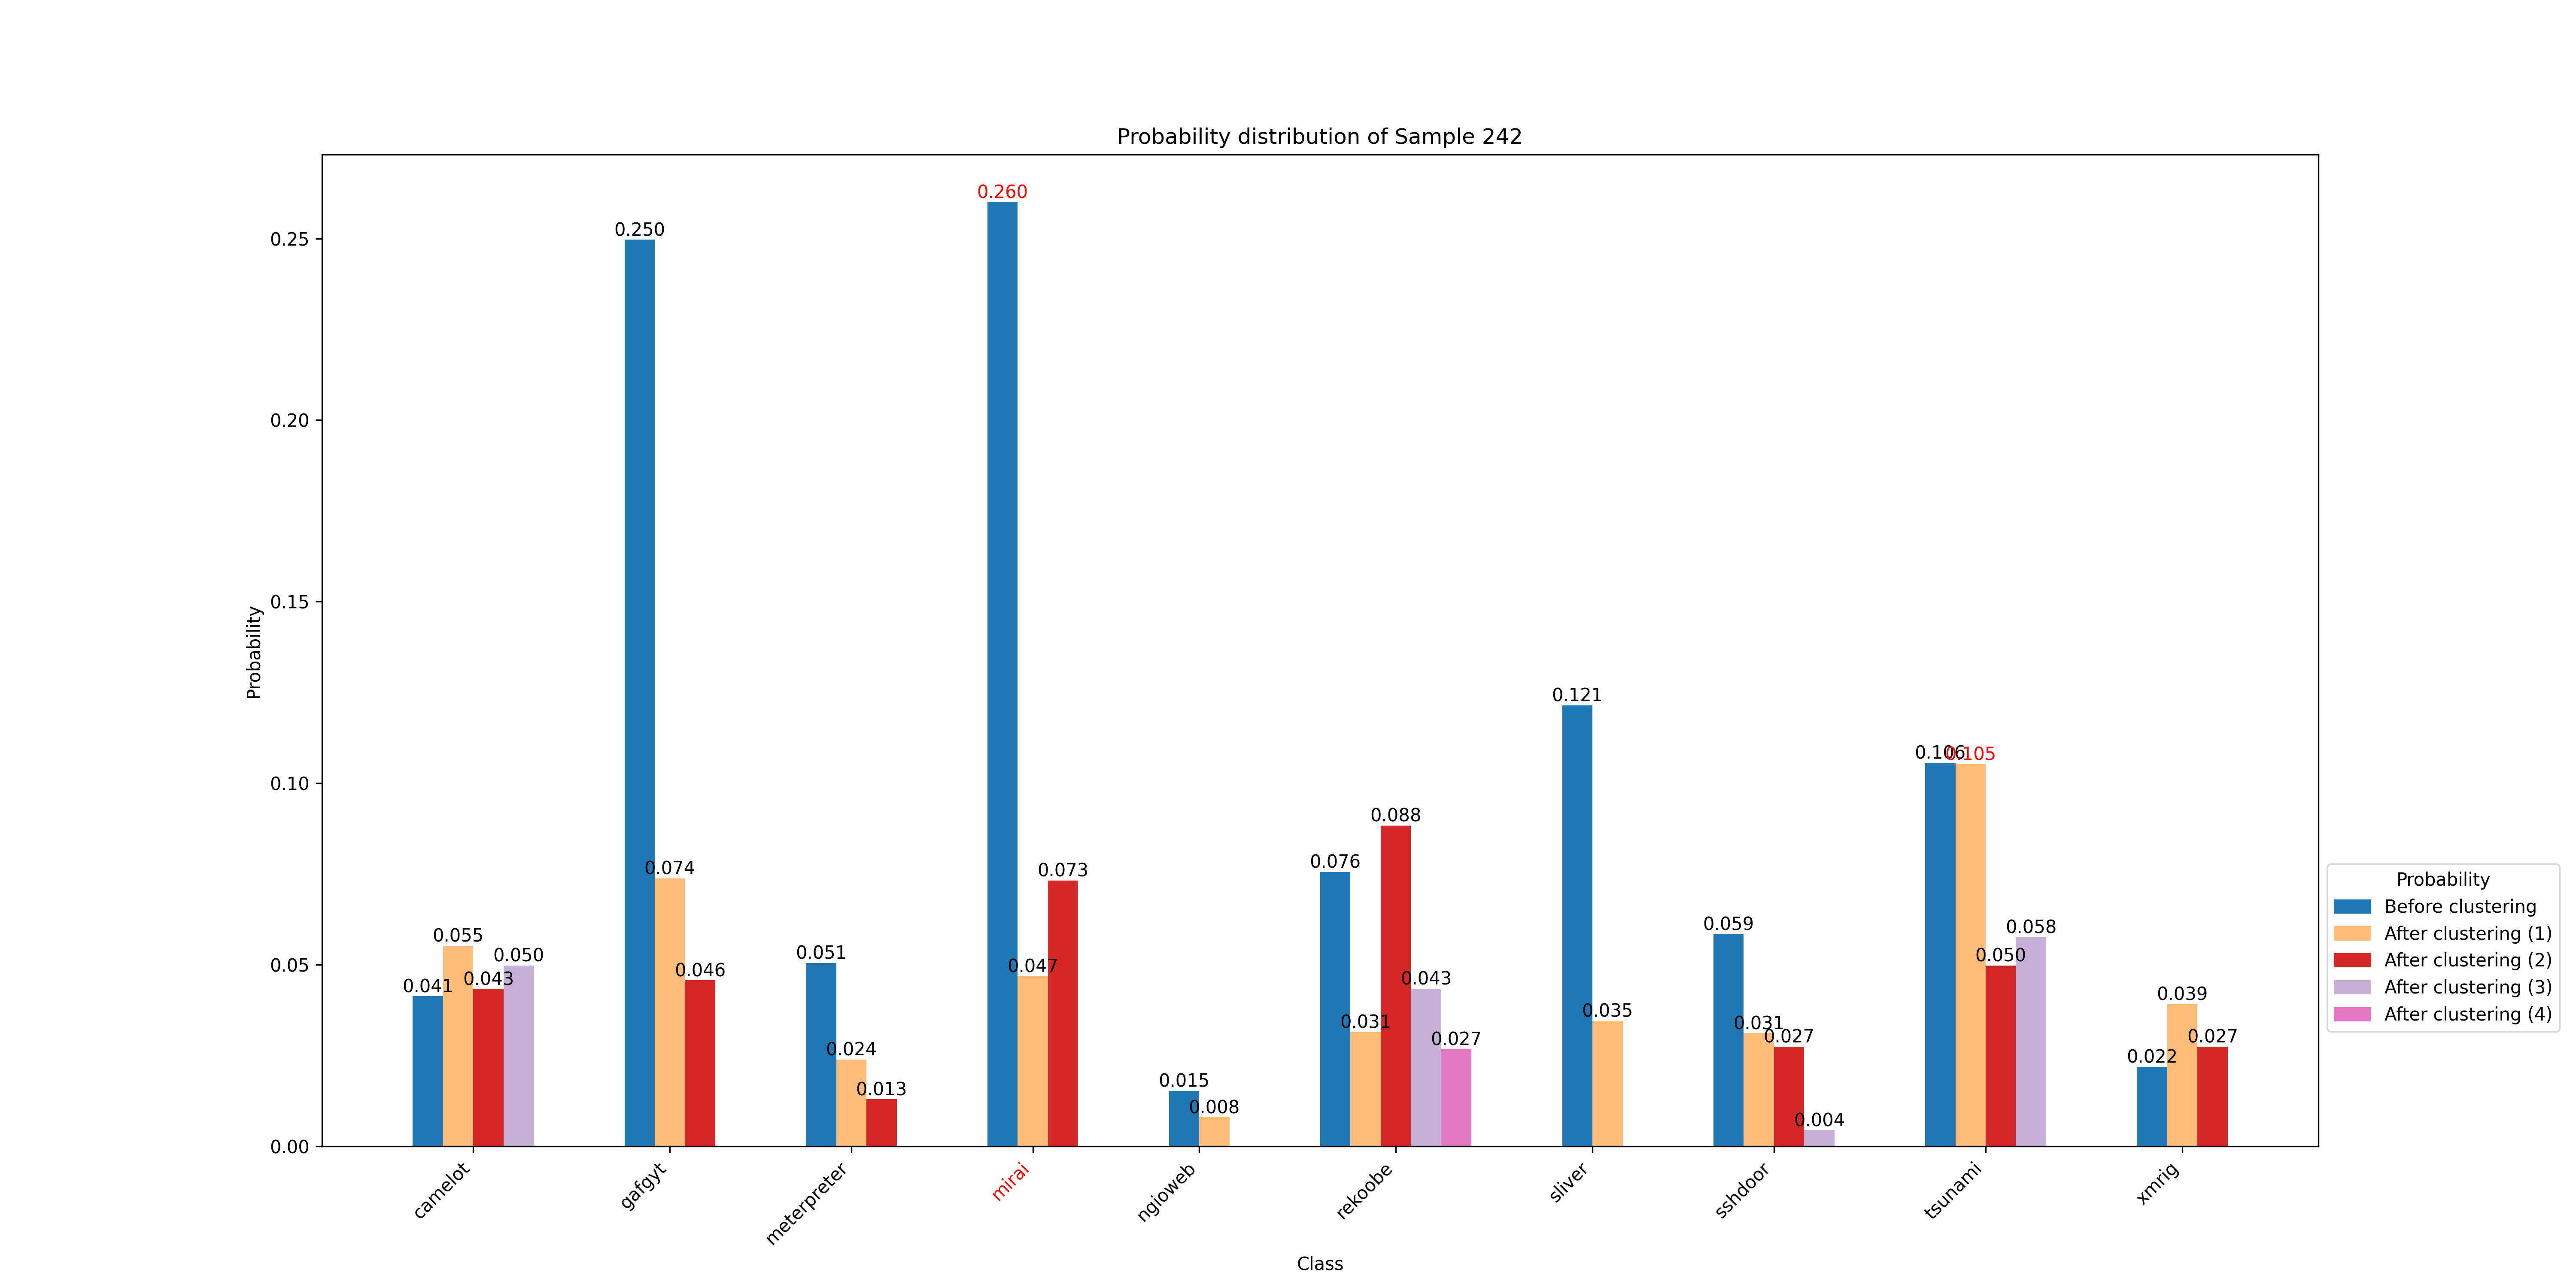 Probability distribution of Sample 242
Probability
0.25
0.20
0.15
0.10
0.05
0.00
0.041
0.055
0.043
0.050
0.250
0.074
0.046
0.051
0.024
0.013
0.260
0.047
0.073
0.015
0.008
0.076
0.031
0.088
0.043
0.027
0.121
0.035
0.059
0.031
0.027
0.004
0.106
0.105
0.050
0.058
0.022
0.039
0.027
camelot
gafgyt
meterpreter
mirai
ngioweb
rekoobe
sliver
sshdoor
tsunami
xmrig
Class
Probability
Before clustering
After clustering (1)
After clustering (2)
After clustering (3)
After clustering (4)